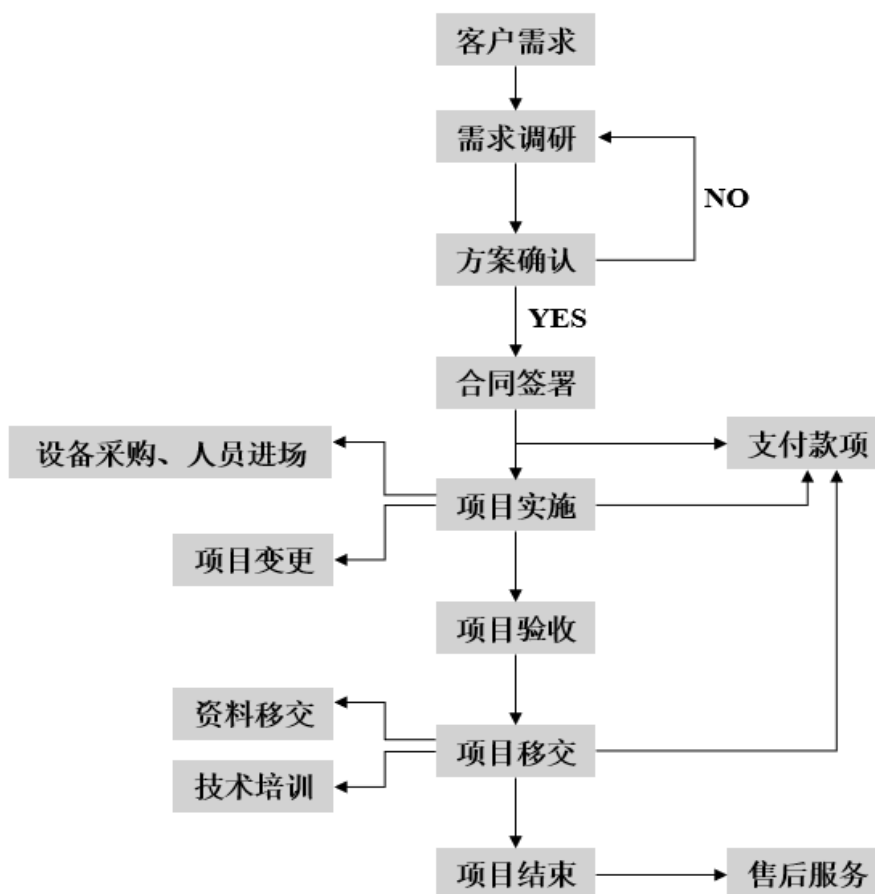 客户需求
需求调研
NO
方案确认
YES
合同签署
设备采购、人员进场
支付款项
项目实施
项目变更
项目验收
资料移交
项目移交
技术培训
项目结束
售后服务